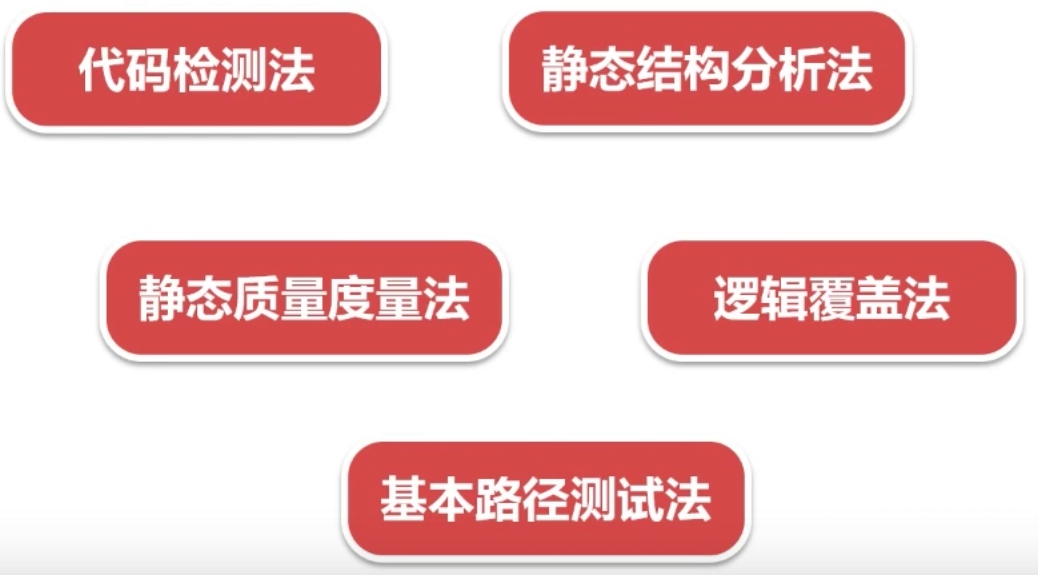 代码检测法
静态结构分析法
静态质量度量法
逻辑覆盖法
基本路径测试法